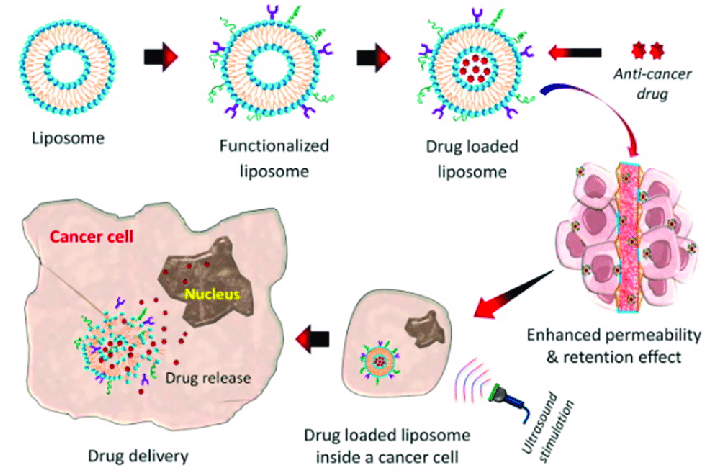 Liposome
Functionalized
liposome
Drug loaded
liposome
Anti-cancer
drug
Enhanced permeability
& retention effect
Ultrasound
stimulation
Drug loaded liposome
inside a cancer cell
Cancer cell
Nucleus
Drug release
Drug delivery